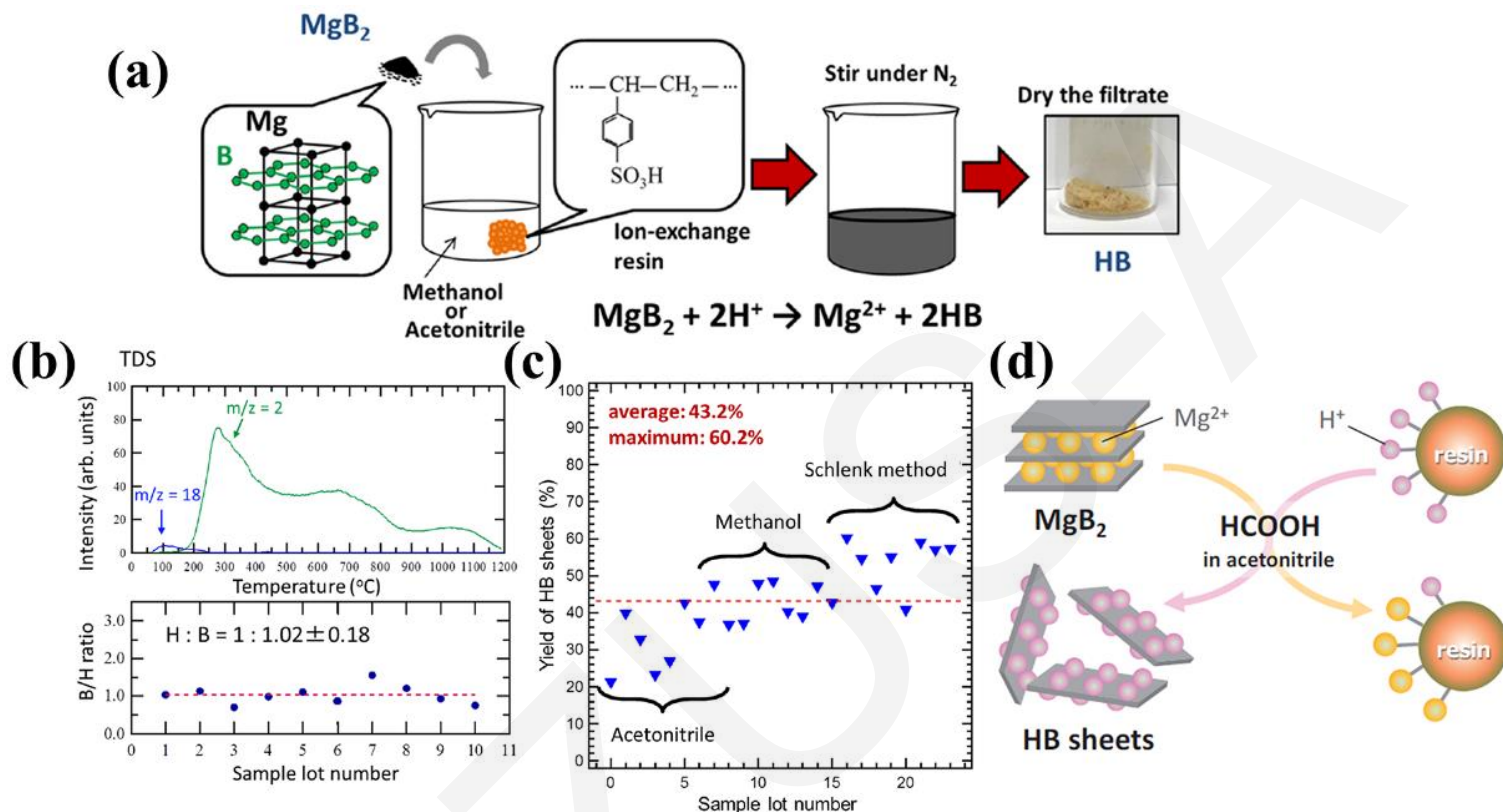 (a)
MgB₂
Mg
B
Methanol
or
Acetonitrile
··· —CH—CH₂— ···
SO₃H
Ion-exchange
resin
Stir under N₂
Dry the filtrate
HB
MgB₂ + 2H⁺ → Mg²⁺ + 2HB
(b)
TDS
Intensity (arb. units)
100
80
60
40
20
0
m/z = 2
m/z = 18
0 100 200 300 400 500 600 700 800 900 1000 1100 1200
Temperature (°C)
B/H ratio
3.0
2.0
1.0
0.0
H : B = 1 : 1.02 ± 0.18
0 1 2 3 4 5 6 7 8 9 10 11
Sample lot number
(c)
Yield of HB sheets (%)
100
90
80
70
60
50
40
30
20
10
0
average: 43.2%
maximum: 60.2%
Schlenk method
Methanol
Acetonitrile
0 5 10 15 20
Sample lot number
(d)
Mg²⁺
MgB₂
H⁺
resin
HCOOH
in acetonitrile
HB sheets
resin